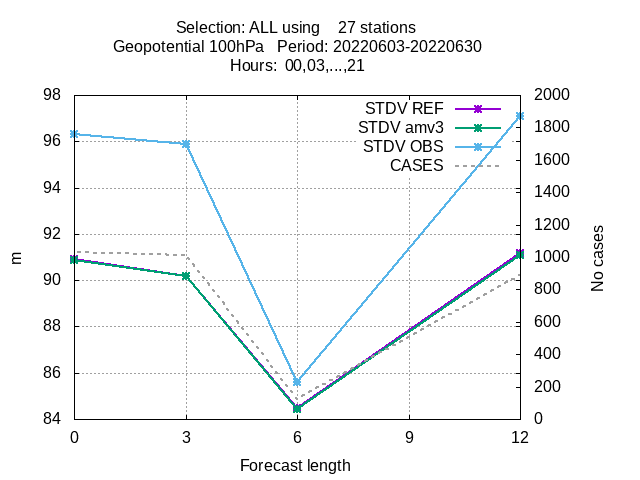 Selection: ALL using    27 stations
Geopotential 100hPa   Period: 20220603-20220630
Hours:  00,03,...,21
98
96
94
92
90
88
86
84
2000
1800
1600
1400
1200
1000
800
600
400
200
0
STDV REF
STDV amv3
STDV OBS
CASES
m
No cases
0
3
6
9
12
Forecast length